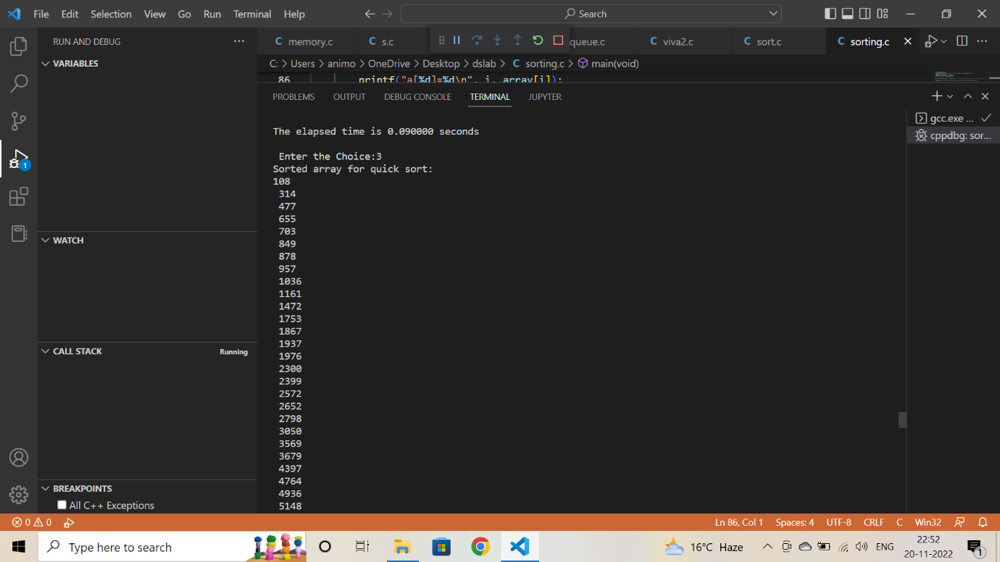 File Edit Selection View Go Run Terminal Help
Search
RUN AND DEBUG
memory.c
s.c
queue.c
viva2.c
sort.c
sorting.c
VARIABLES
C: > Users > animo > OneDrive > Desktop > dslab > C sorting.c > main(void)
86 printf("a[%d]=%d\n", i, array[i]);
PROBLEMS OUTPUT DEBUG CONSOLE TERMINAL JUPYTER
gcc.exe ...
cppdbg: sor...
The elapsed time is 0.090000 seconds
Enter the Choice:3
Sorted array for quick sort:
108
314
477
655
703
849
878
957
1036
1161
1472
1753
1867
1937
1976
2300
2399
2572
2652
2798
3050
3569
3679
4397
4764
4936
5148
WATCH
CALL STACK
Running
BREAKPOINTS
All C++ Exceptions
1
0 0
Ln 86, Col 1 Spaces: 4 UTF-8 CRLF C Win32
Type here to search
16°C Haze
ENG
22:52
20-11-2022
1